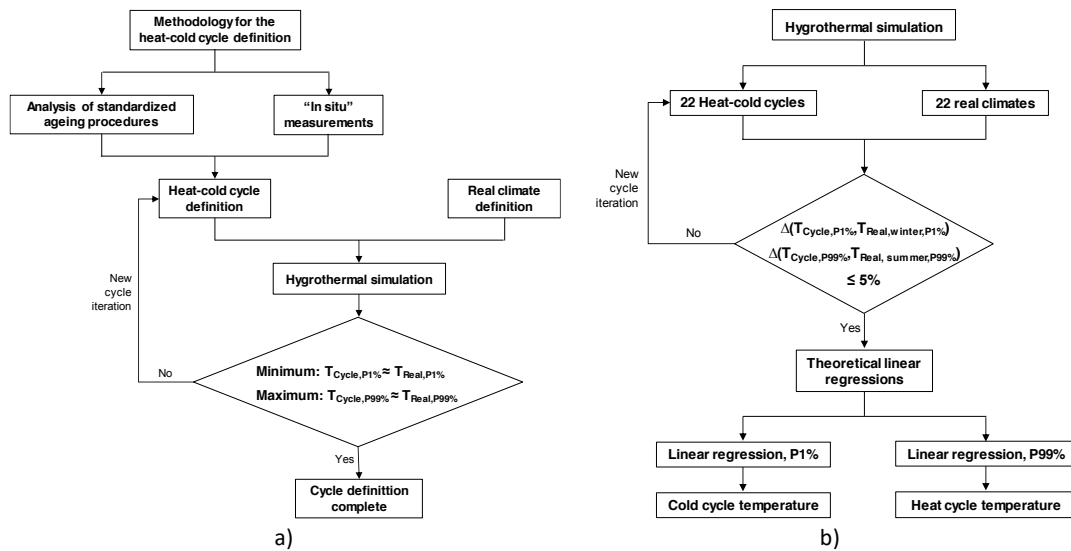 Methodology for the
heat-cold cycle definition
Analysis of standardized
ageing procedures
“In situ”
measurements
Heat-cold cycle
definition
Real climate
definition
New
cycle
iteration
Hygrothermal simulation
No
Minimum: TCycle,P1% ≈ TReal,P1%
Maximum: TCycle,P99% ≈ TReal,P99%
Yes
Cycle definittion
complete
a)
Hygrothermal simulation
22 Heat-cold cycles
22 real climates
New
cycle
iteration
No
Δ(TCycle,P1%,TReal,winter,P1%)
Δ(TCycle,P99%,TReal, summer,P99%)
≤ 5%
Yes
Theoretical linear
regressions
Linear regression, P1%
Linear regression, P99%
Cold cycle temperature
Heat cycle temperature
b)